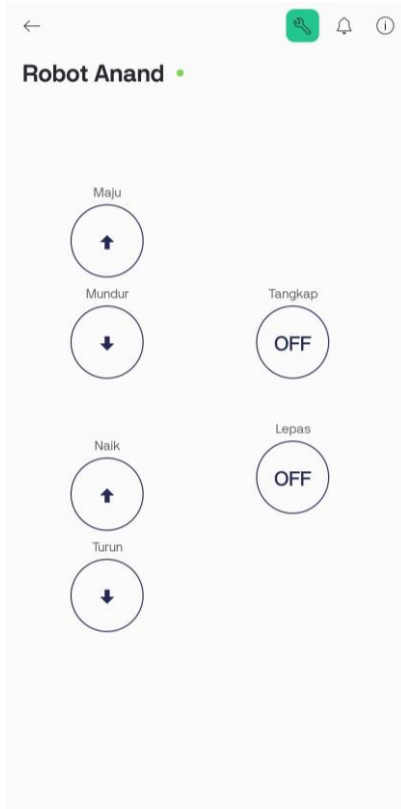 Robot Anand
Maju
Mundur
Tangkap
OFF
Lepas
OFF
Naik
Turun